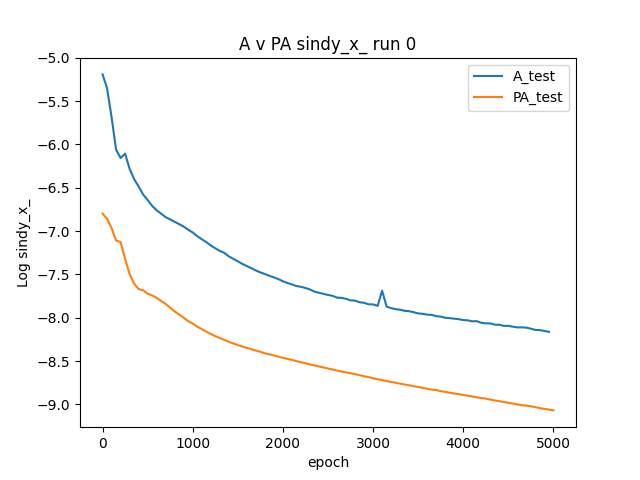 A v PA sindy_x_ run 0
A_test
PA_test
Log sindy_x_
−5.0
−5.5
−6.0
−6.5
−7.0
−7.5
−8.0
−8.5
−9.0
0 1000 2000 3000 4000 5000
epoch